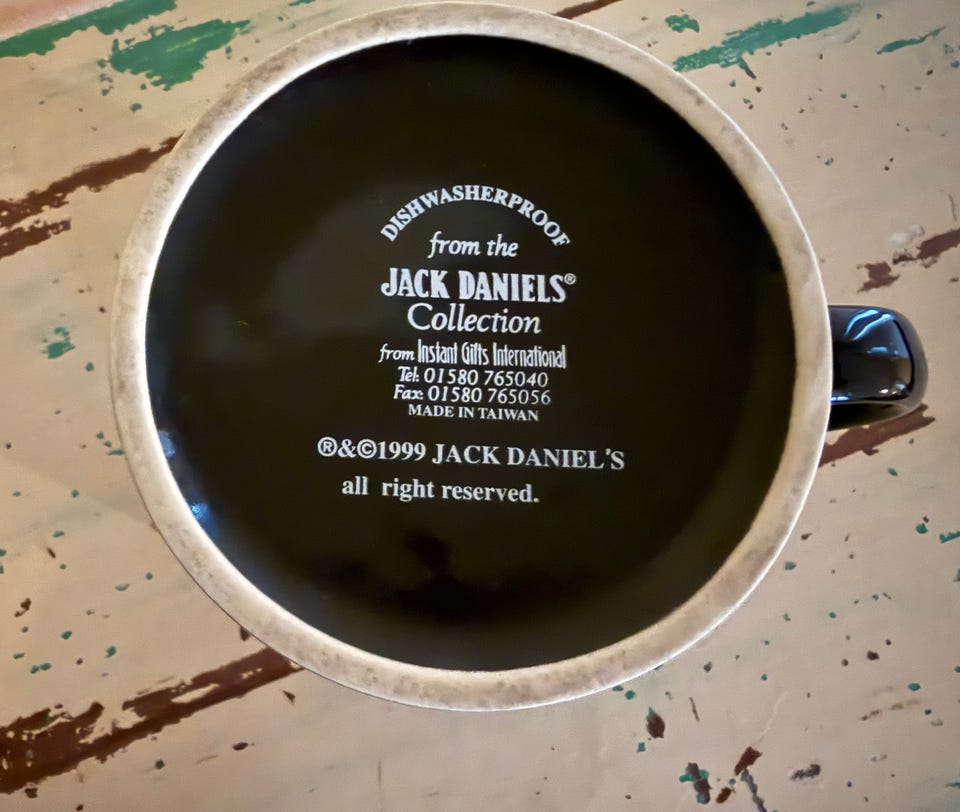 DISHWASHERPROOF
from the
JACK DANIELS®
Collection
from Instant Gifts International
Tel: 01580 765040
Fax: 01580 765056
MADE IN TAIWAN
®&©1999 JACK DANIEL'S
all right reserved.